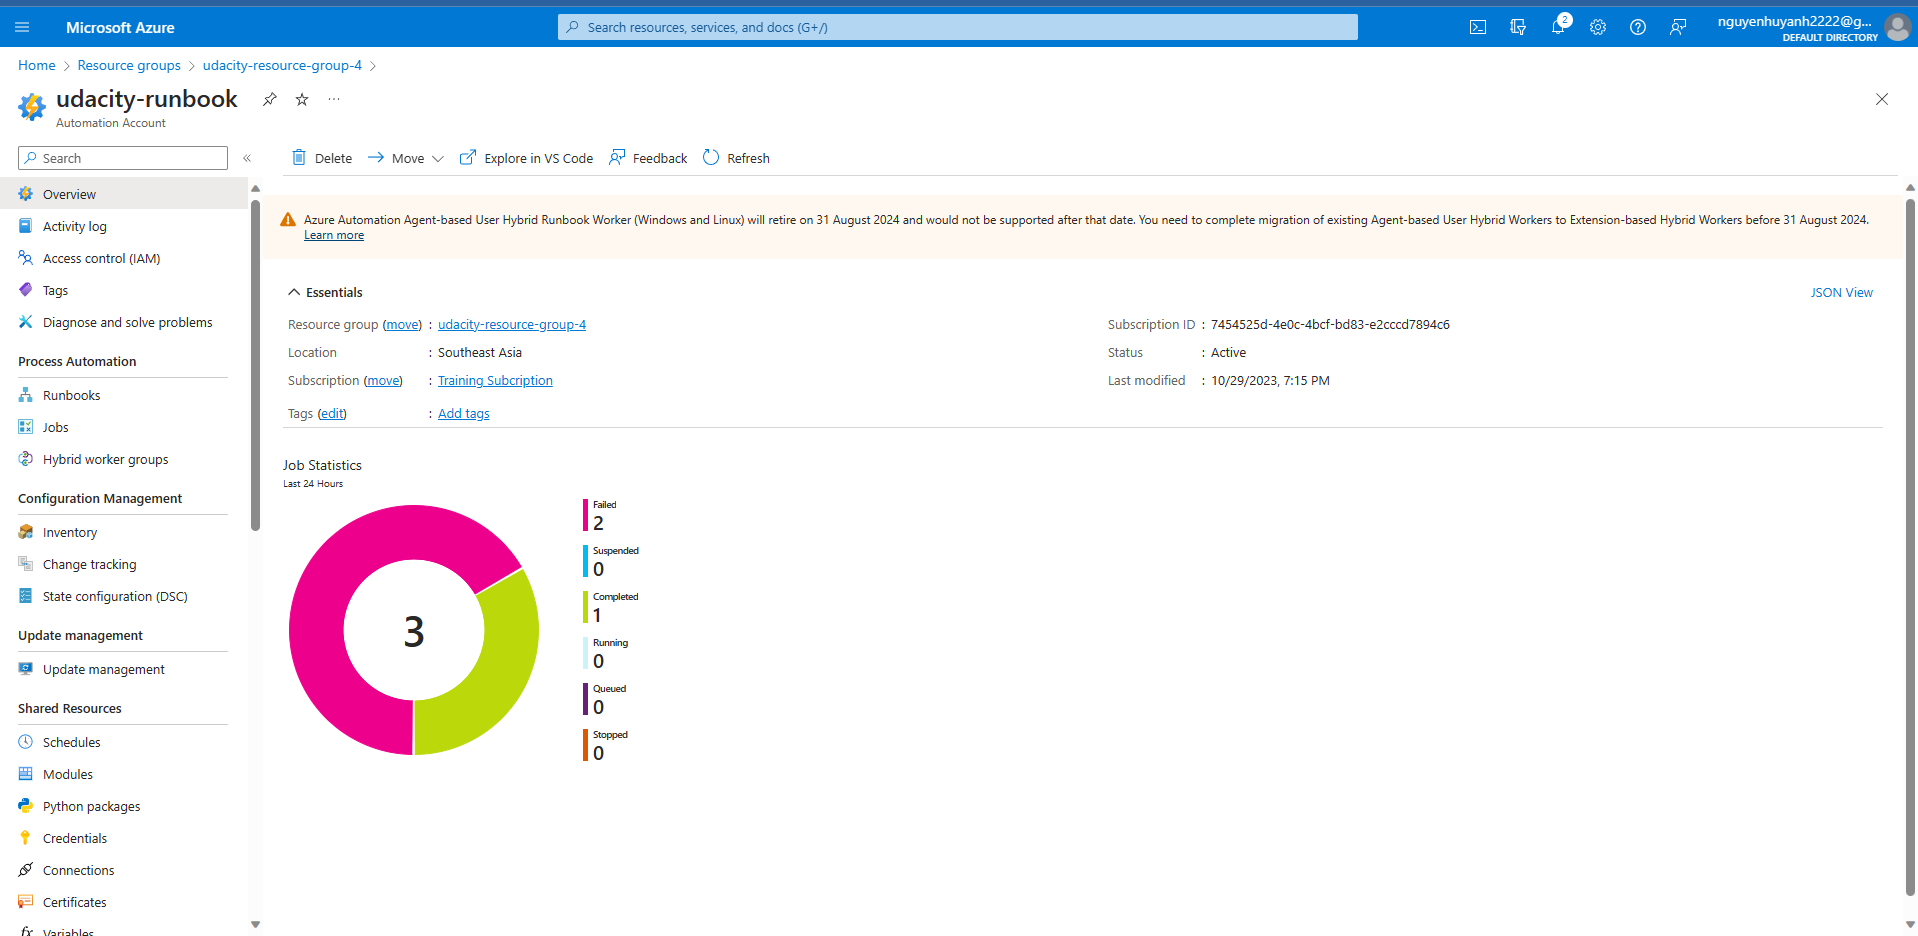 Microsoft Azure
Search resources, services, and docs (G+/)
2
nguyenhuyanh2222@g...
DEFAULT DIRECTORY
Home > Resource groups > udacity-resource-group-4 >
udacity-runbook
...
Automation Account
Search
«
Delete
Move
Explore in VS Code
Feedback
Refresh
Overview
Activity log
Access control (IAM)
Tags
Diagnose and solve problems
Process Automation
Runbooks
Jobs
Hybrid worker groups
Configuration Management
Inventory
Change tracking
State configuration (DSC)
Update management
Update management
Shared Resources
Schedules
Modules
Python packages
Credentials
Connections
Certificates
Variables
Azure Automation Agent-based User Hybrid Runbook Worker (Windows and Linux) will retire on 31 August 2024 and would not be supported after that date. You need to complete migration of existing Agent-based User Hybrid Workers to Extension-based Hybrid Workers before 31 August 2024.
Learn more
Essentials
JSON View
Resource group (move) : udacity-resource-group-4
Location : Southeast Asia
Subscription (move) : Training Subcription
Tags (edit) : Add tags
Subscription ID : 7454525d-4e0c-4bcf-bd83-e2cccd7894c6
Status : Active
Last modified : 10/29/2023, 7:15 PM
Job Statistics
Last 24 Hours
3
Failed
2
Suspended
0
Completed
1
Running
0
Queued
0
Stopped
0